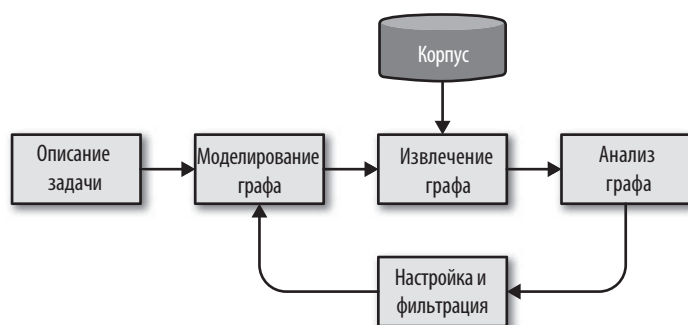 Корпус
Описание
задачи
Моделирование
графа
Извлечение
графа
Анализ
графа
Настройка и
фильтрация